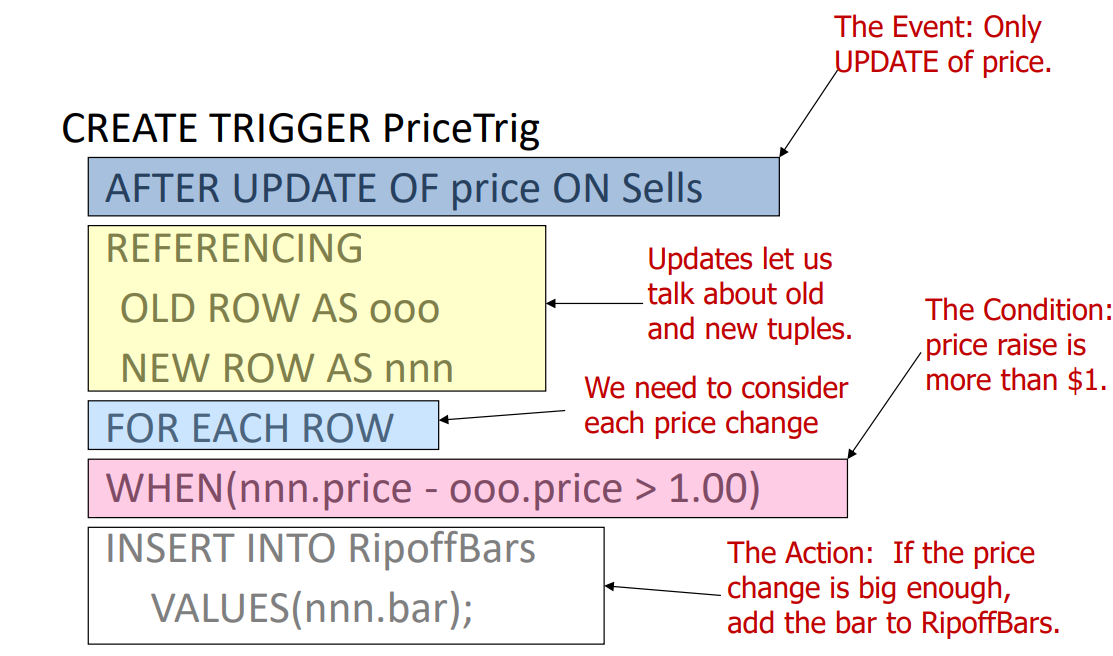 The Event: Only
UPDATE of price.
CREATE TRIGGER PriceTrig
AFTER UPDATE OF price ON Sells
REFERENCING
OLD ROW AS ooo
NEW ROW AS nnn
Updates let us
talk about old
and new tuples.
The Condition:
price raise is
more than $1.
We need to consider
each price change
FOR EACH ROW
WHEN(nnn.price - ooo.price > 1.00)
INSERT INTO RipoffBars
VALUES(nnn.bar);
The Action:  If the price
change is big enough,
add the bar to RipoffBars.